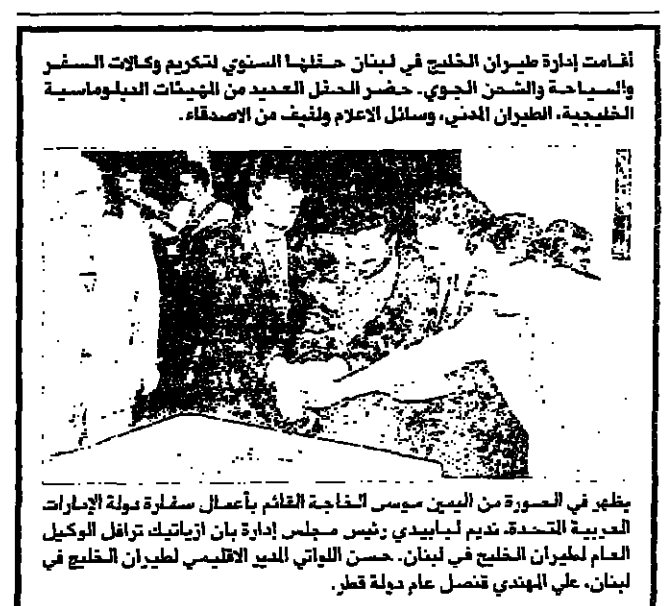 أقامت إدارة طيران الخليج في لبنان حفلها السنوي لتكريم وكالات السفر
والسياحة والشحن الجوي. حضر الحفل العديد من الهيئات الدبلوماسية
الخليجية، الطيران المدني، وسائل الاعلام ولفيف من الاصدقاء.
يظهر في الصورة من اليمين موسى الخاجة القائم بأعمال سفارة دولة الإمارات
العربية المتحدة، نديم لبابيدي رئيس مجلس إدارة بان ازياتيك ترافل الوكيل
العام لطيران الخليج في لبنان، حسن اللواتي المدير الاقليمي لطيران الخليج في
لبنان، علي المهندي قنصل عام دولة قطر.